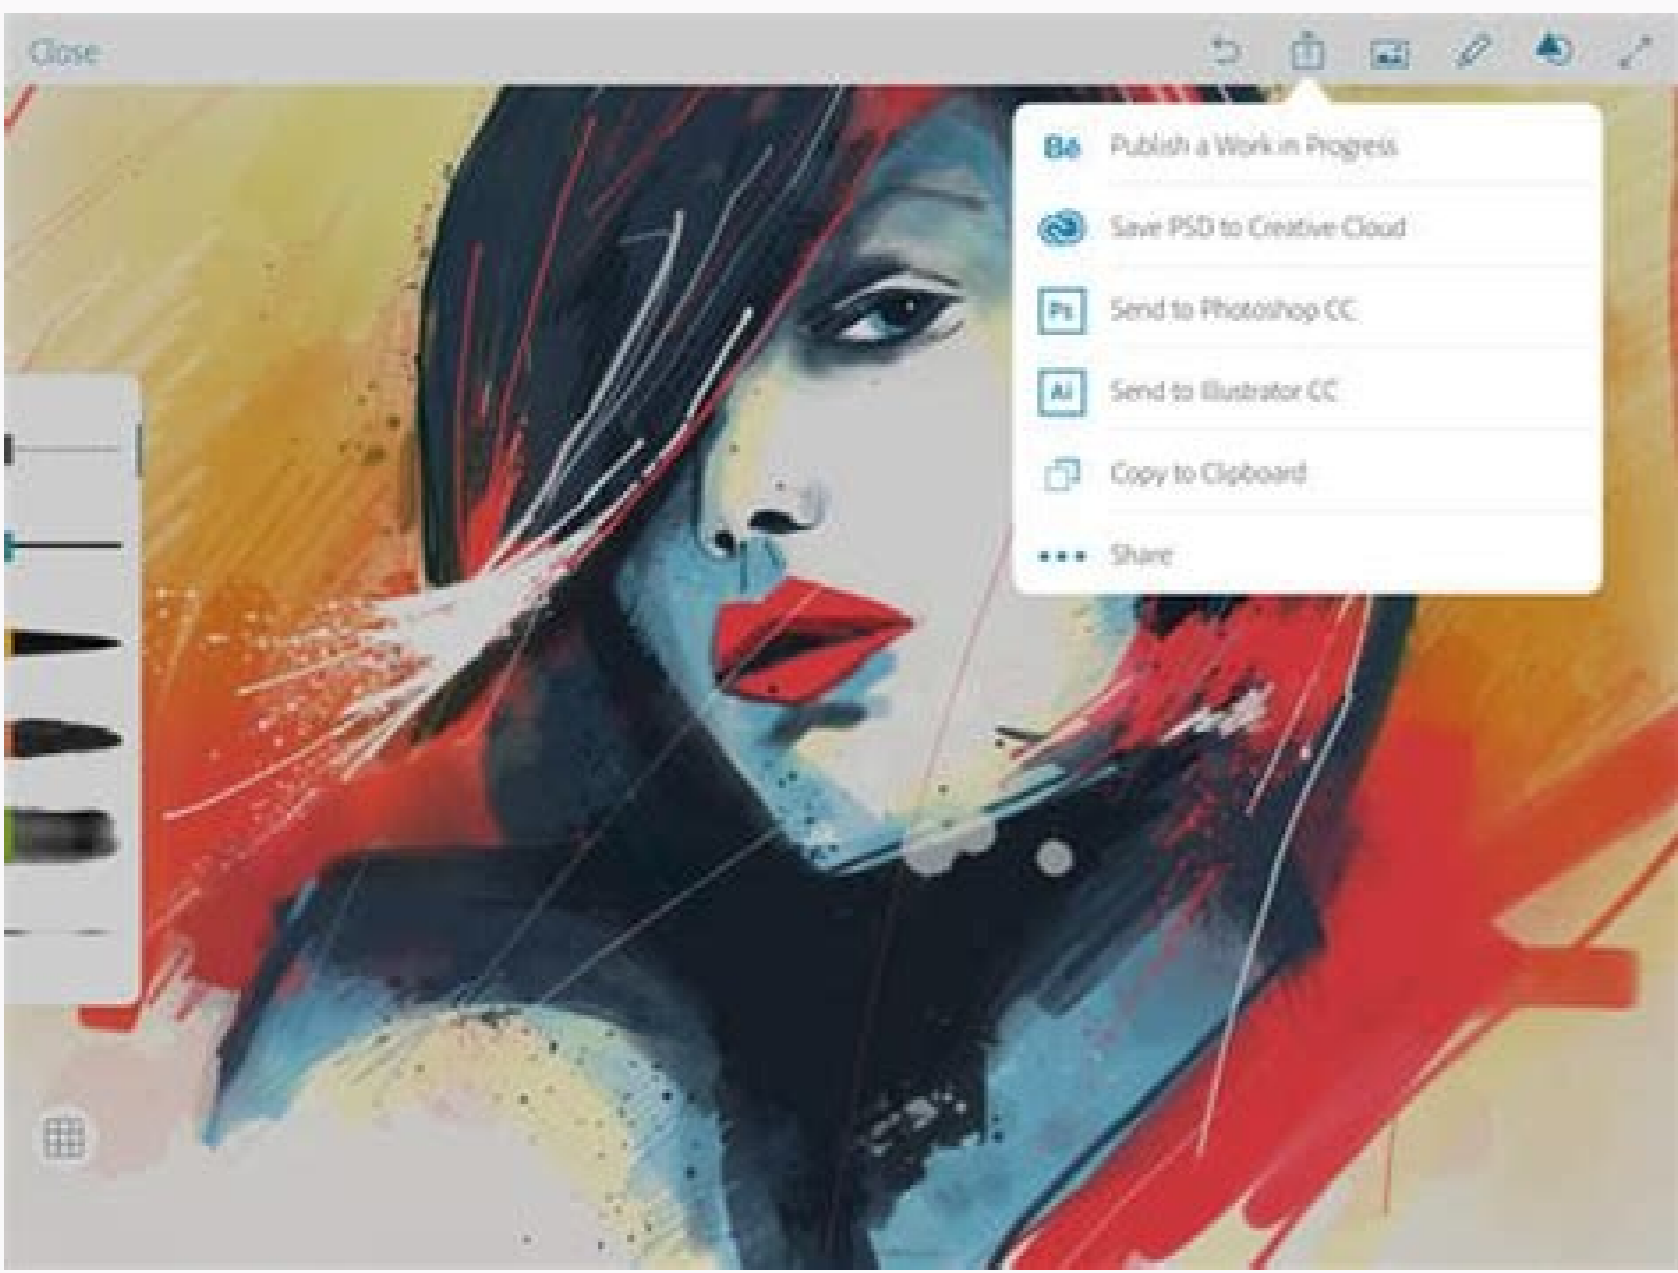 Close
Bē Publish a Work in Progress
Save PSD to Creative Cloud
Ps Send to Photoshop CC
Ai Send to Illustrator CC
Copy to Clipboard
Share